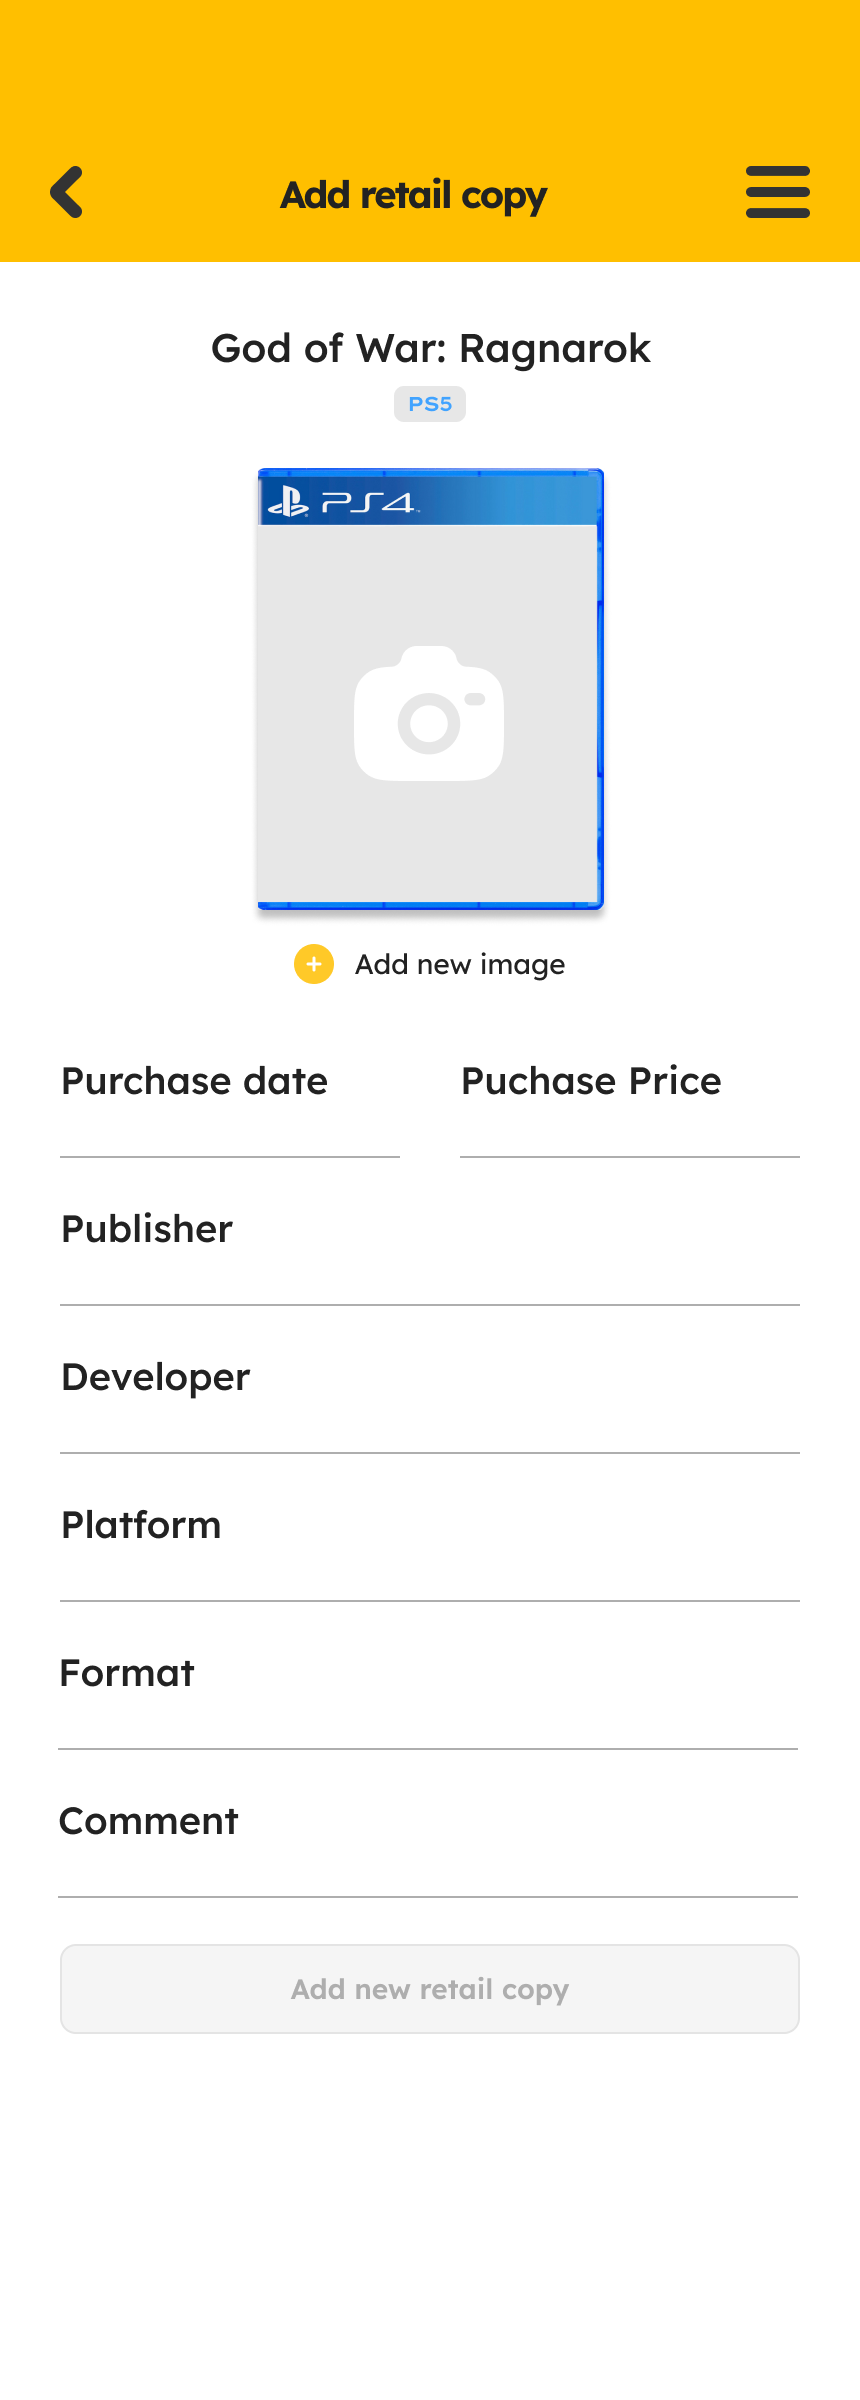 Add retail copy
God of War: Ragnarok
PS5
PS4
Add new image
Purchase date
Puchase Price
Publisher
Developer
Platform
Format
Comment
Add new retail copy